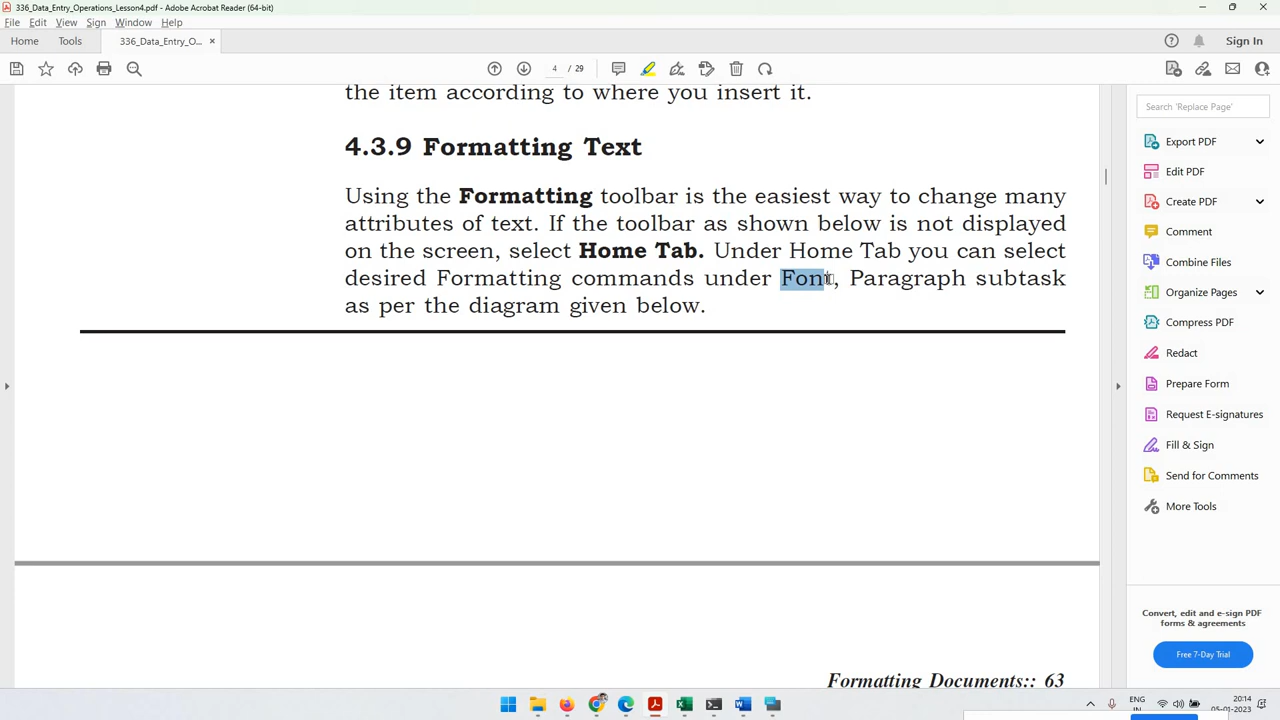 336_Data_Entry_Operations_Lesson4.pdf - Adobe Acrobat Reader (64-bit)
File Edit View Sign Window Help
Home Tools 336_Data_Entry_O... × Sign In
4 / 29
the item according to where you insert it.
4.3.9 Formatting Text
Using the Formatting toolbar is the easiest way to change many
attributes of text. If the toolbar as shown below is not displayed
on the screen, select Home Tab. Under Home Tab you can select
desired Formatting commands under Font, Paragraph subtask
as per the diagram given below.
Formatting Documents:: 63
Search 'Replace Page'
Export PDF
Edit PDF
Create PDF
Comment
Combine Files
Organize Pages
Compress PDF
Redact
Prepare Form
Request E-signatures
Fill & Sign
Send for Comments
More Tools
Convert, edit and e-sign PDF
forms & agreements
Free 7-Day Trial
ENG
IN
20:14
05-01-2023